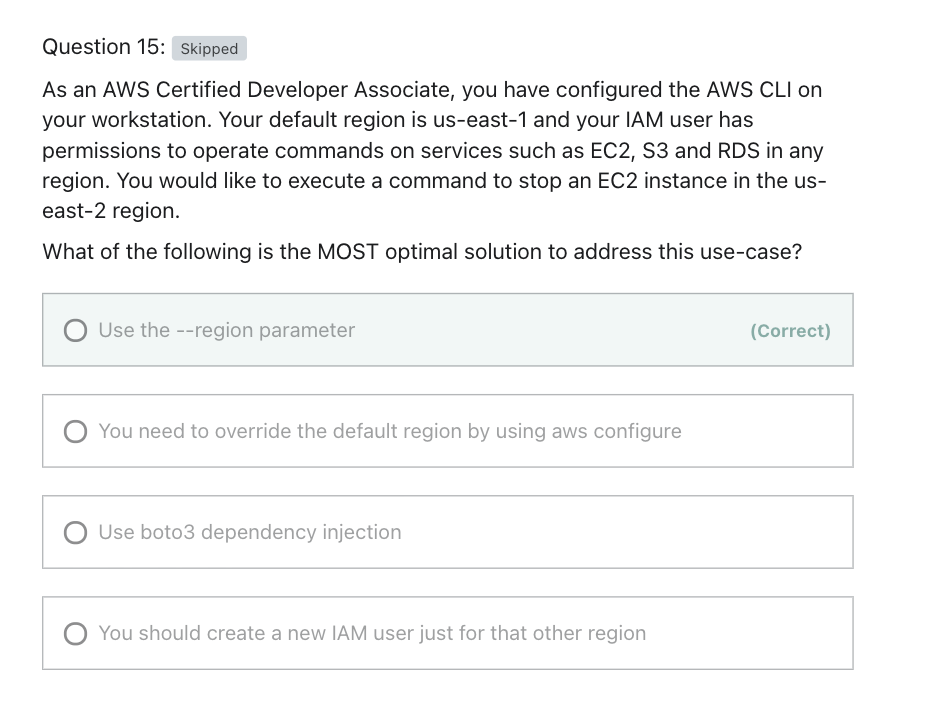 Question 15: Skipped
As an AWS Certified Developer Associate, you have configured the AWS CLI on
your workstation. Your default region is us-east-1 and your IAM user has
permissions to operate commands on services such as EC2, S3 and RDS in any
region. You would like to execute a command to stop an EC2 instance in the us-
east-2 region.
What of the following is the MOST optimal solution to address this use-case?
Use the --region parameter (Correct)
You need to override the default region by using aws configure
Use boto3 dependency injection
You should create a new IAM user just for that other region